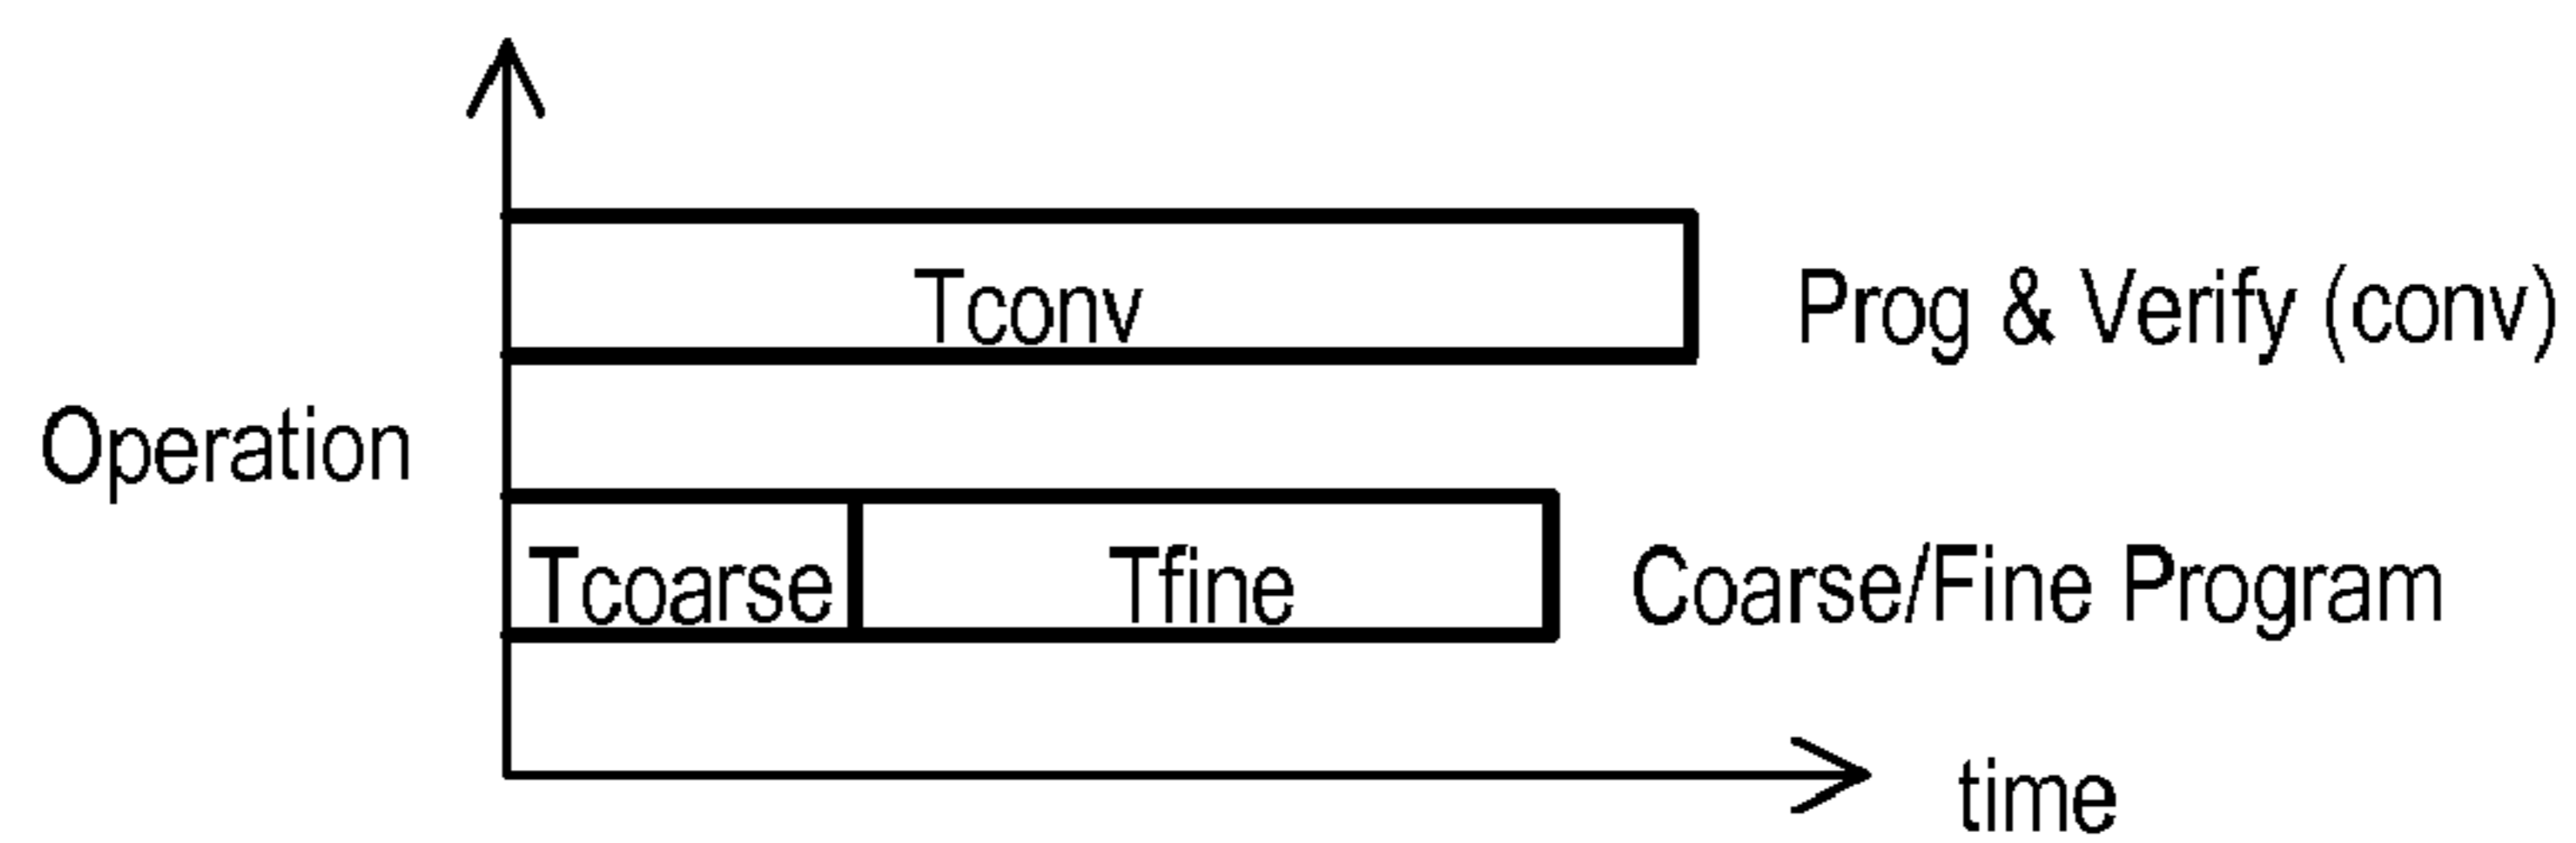 Tconv
Prog & Verify (conv)
Operation
Tcoarse
Tfine
Coarse/Fine Program
time